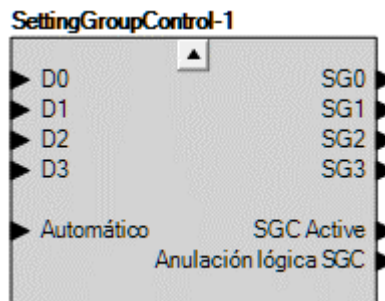 SettingGroupControl-1
D0 SG0
D1 SG1
D2 SG2
D3 SG3
Automático SGC Active
Anulación lógica SGC